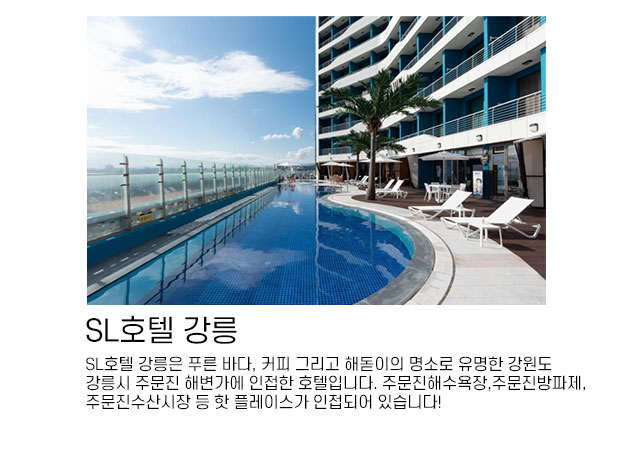 SL호텔 강릉
SL호텔 강릉은 푸른 바다, 커피 그리고 해돋이의 명소로 유명한 강원도
강릉시 주문진 해변가에 인접한 호텔입니다. 주문진해수욕장,주문진방파제,
주문진수산시장 등 핫 플레이스가 인접되어 있습니다!